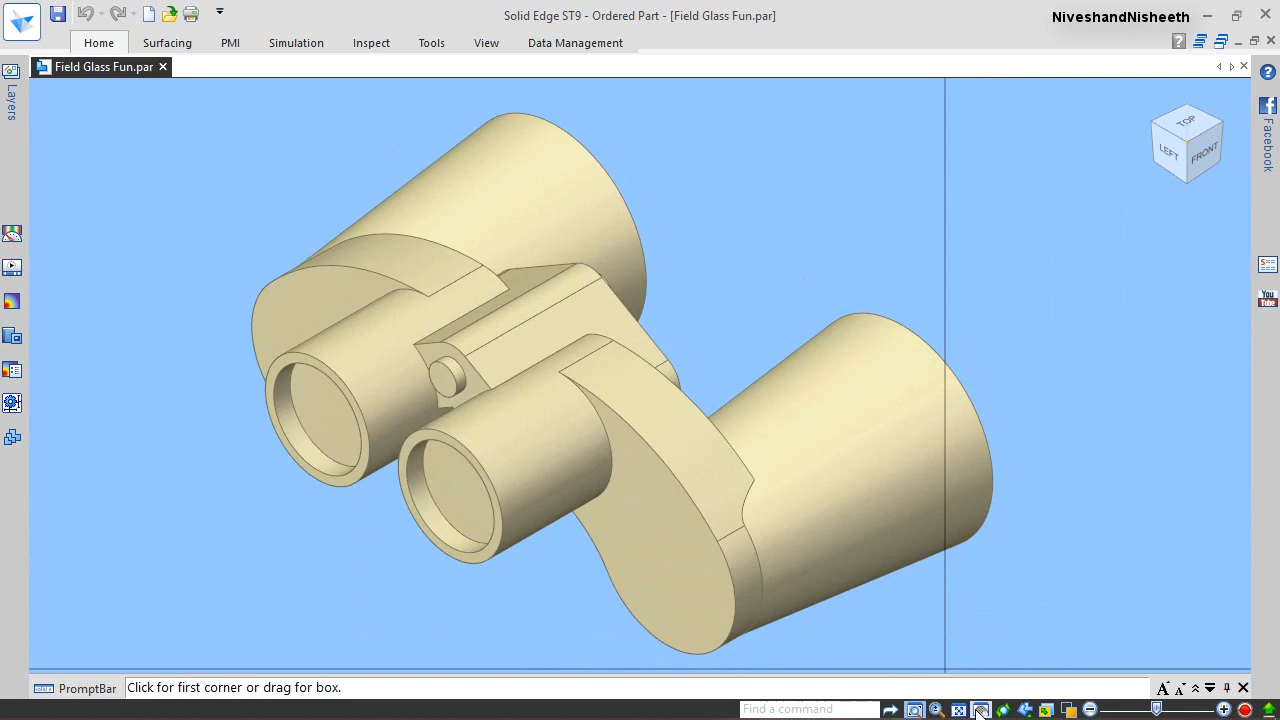 Solid Edge ST9 - Ordered Part - [Field Glass Fun.par]
NiveshandNisheeth
Home
Surfacing
PMI
Simulation
Inspect
Tools
View
Data Management
Field Glass Fun.par
Layers
TOP
LEFT
FRONT
Facebook
You
Tube
PromptBar
Click for first corner or drag for box.
Find a command